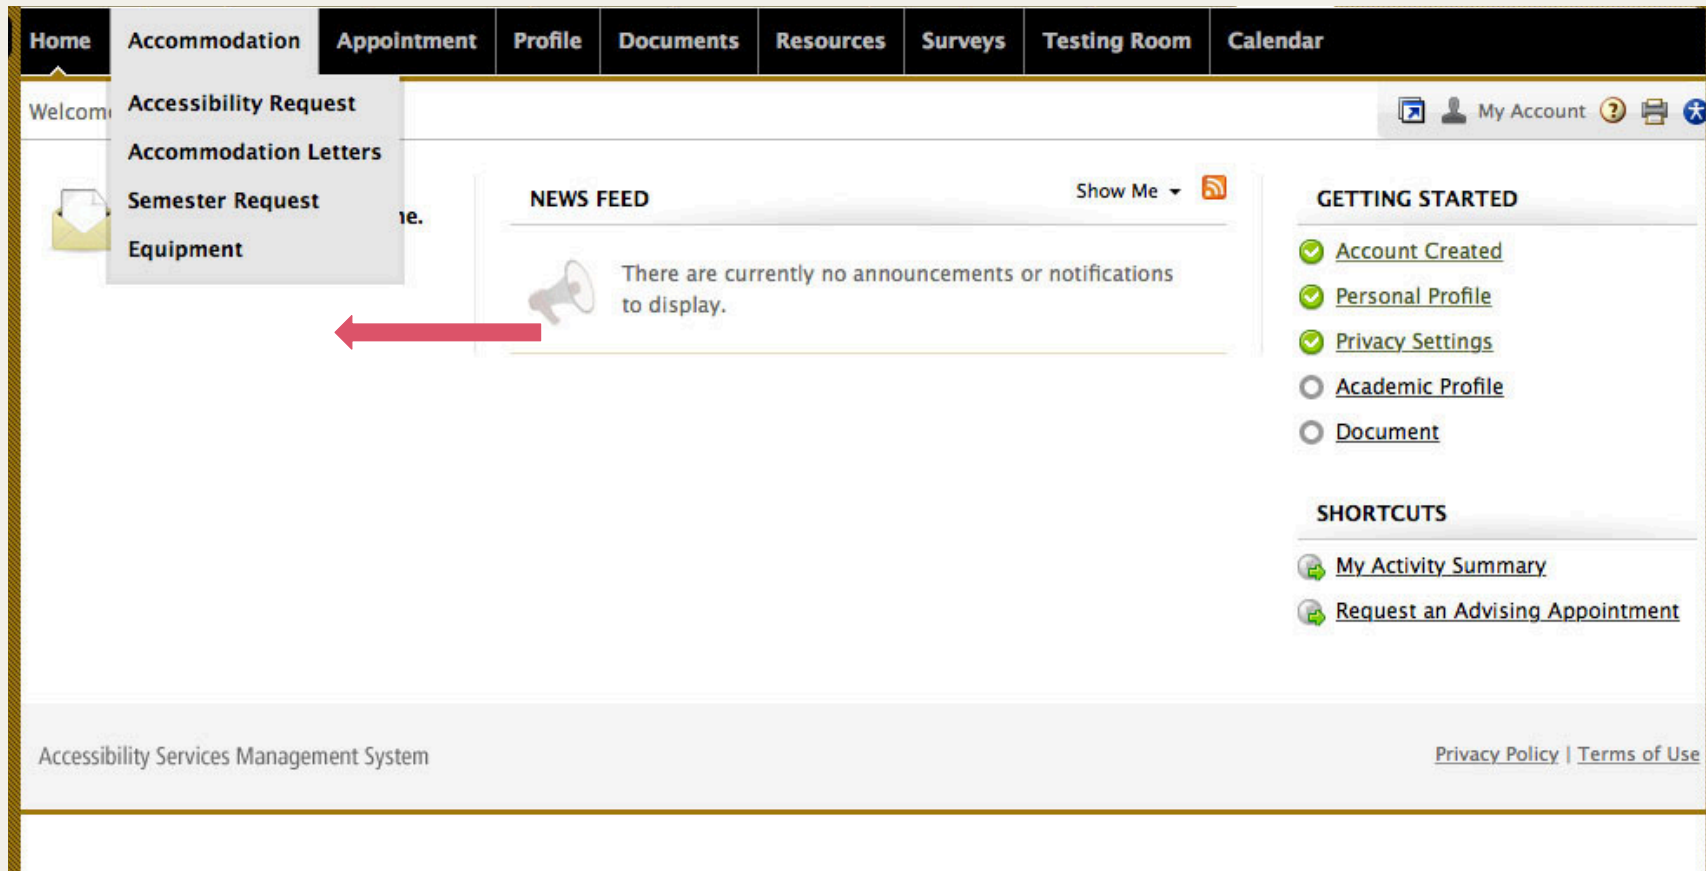 Home Accommodation Appointment Profile Documents Resources Surveys Testing Room Calendar
Accessibility Request
Accommodation Letters
Semester Request
Equipment
My Account
NEWS FEED
Show Me
There are currently no announcements or notifications
to display.
GETTING STARTED
Account Created
Personal Profile
Privacy Settings
Academic Profile
Document
SHORTCUTS
My Activity Summary
Request an Advising Appointment
Accessibility Services Management System
Privacy Policy | Terms of Use